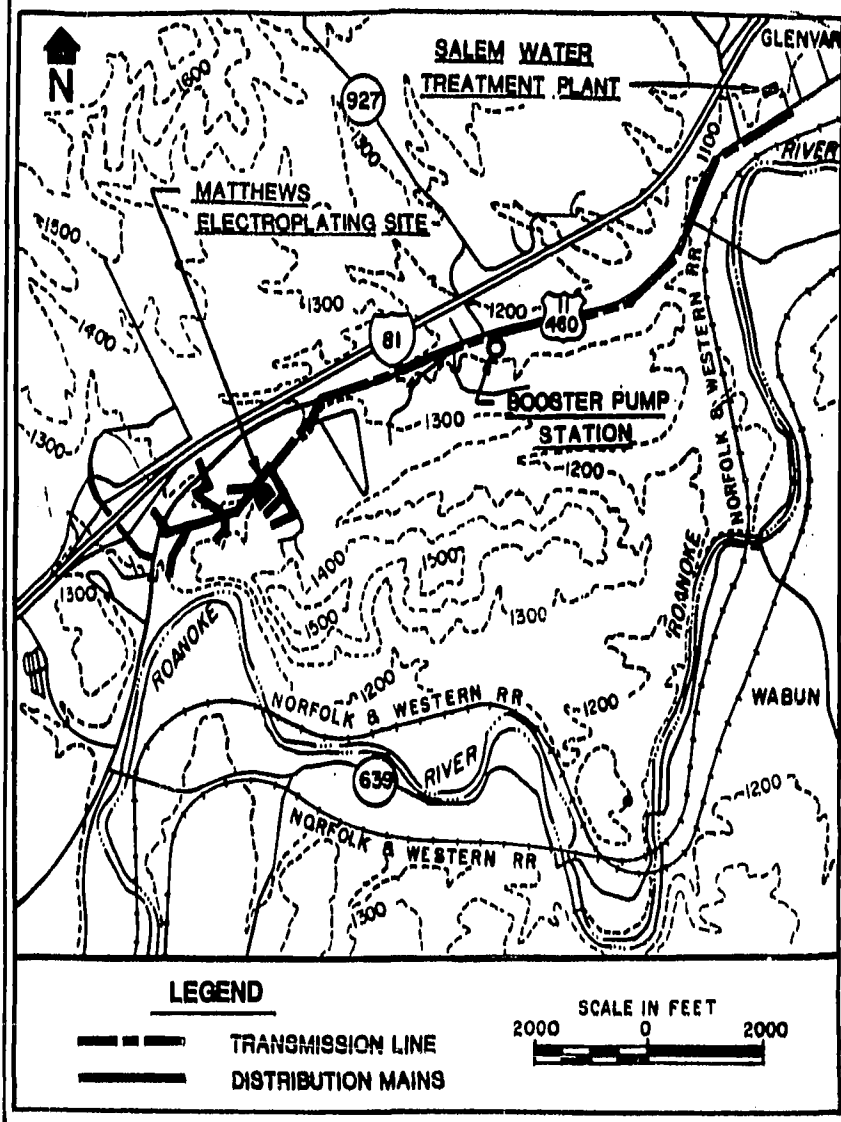 N
SALEM WATER
TREATMENT PLANT
GLENVAR
1600
927
1300
1100
RIVER
MATTHEWS
ELECTROPLATING SITE
1500
1400
1300
1200
11
460
81
NORFOLK & WESTERN RR
BOOSTER PUMP
STATION
1300
1200
1300
1400
1500
1300
1500
1300
ROANOKE
ROANOKE
1200
NORFOLK & WESTERN RR
1200
WABUN
RIVER
639
1200
NORFOLK & WESTERN RR
1300
LEGEND
TRANSMISSION LINE
DISTRIBUTION MAINS
SCALE IN FEET
2000 0 2000